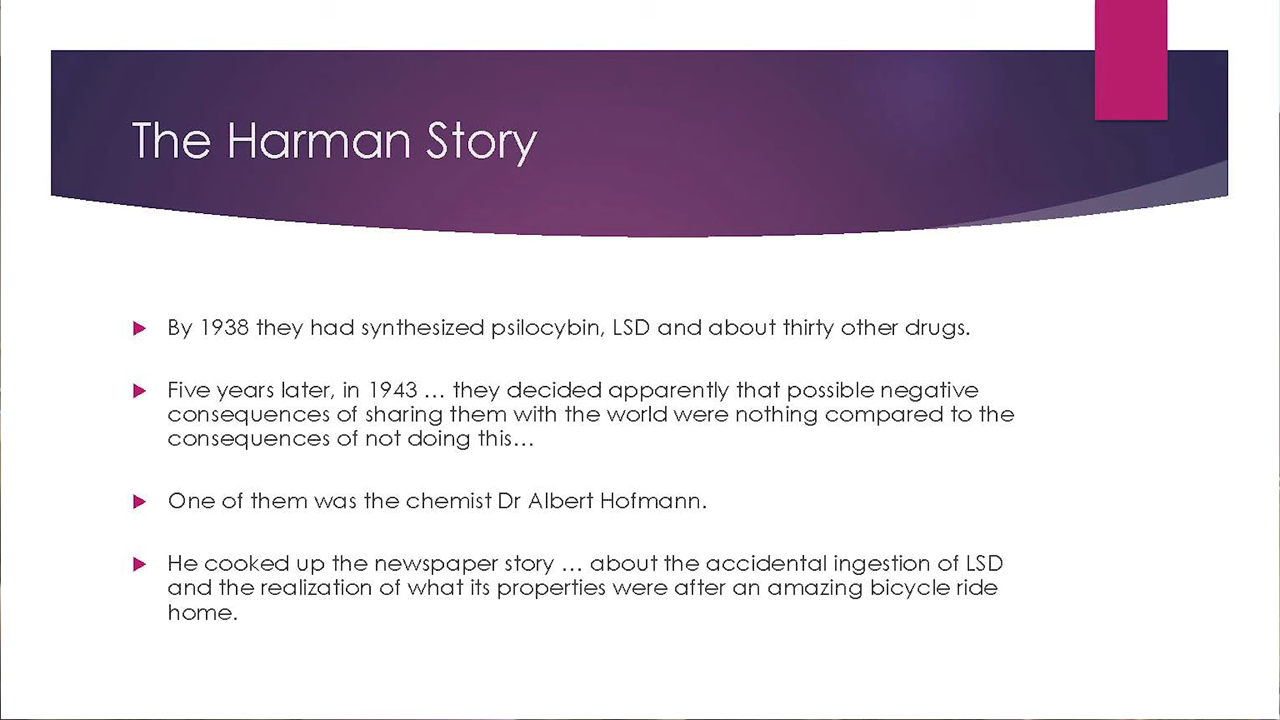 The Harman Story
By 1938 they had synthesized psilocybin, LSD and about thirty other drugs.
Five years later, in 1943 … they decided apparently that possible negative
consequences of sharing them with the world were nothing compared to the
consequences of not doing this…
One of them was the chemist Dr Albert Hofmann.
He cooked up the newspaper story … about the accidental ingestion of LSD
and the realization of what its properties were after an amazing bicycle ride
home.